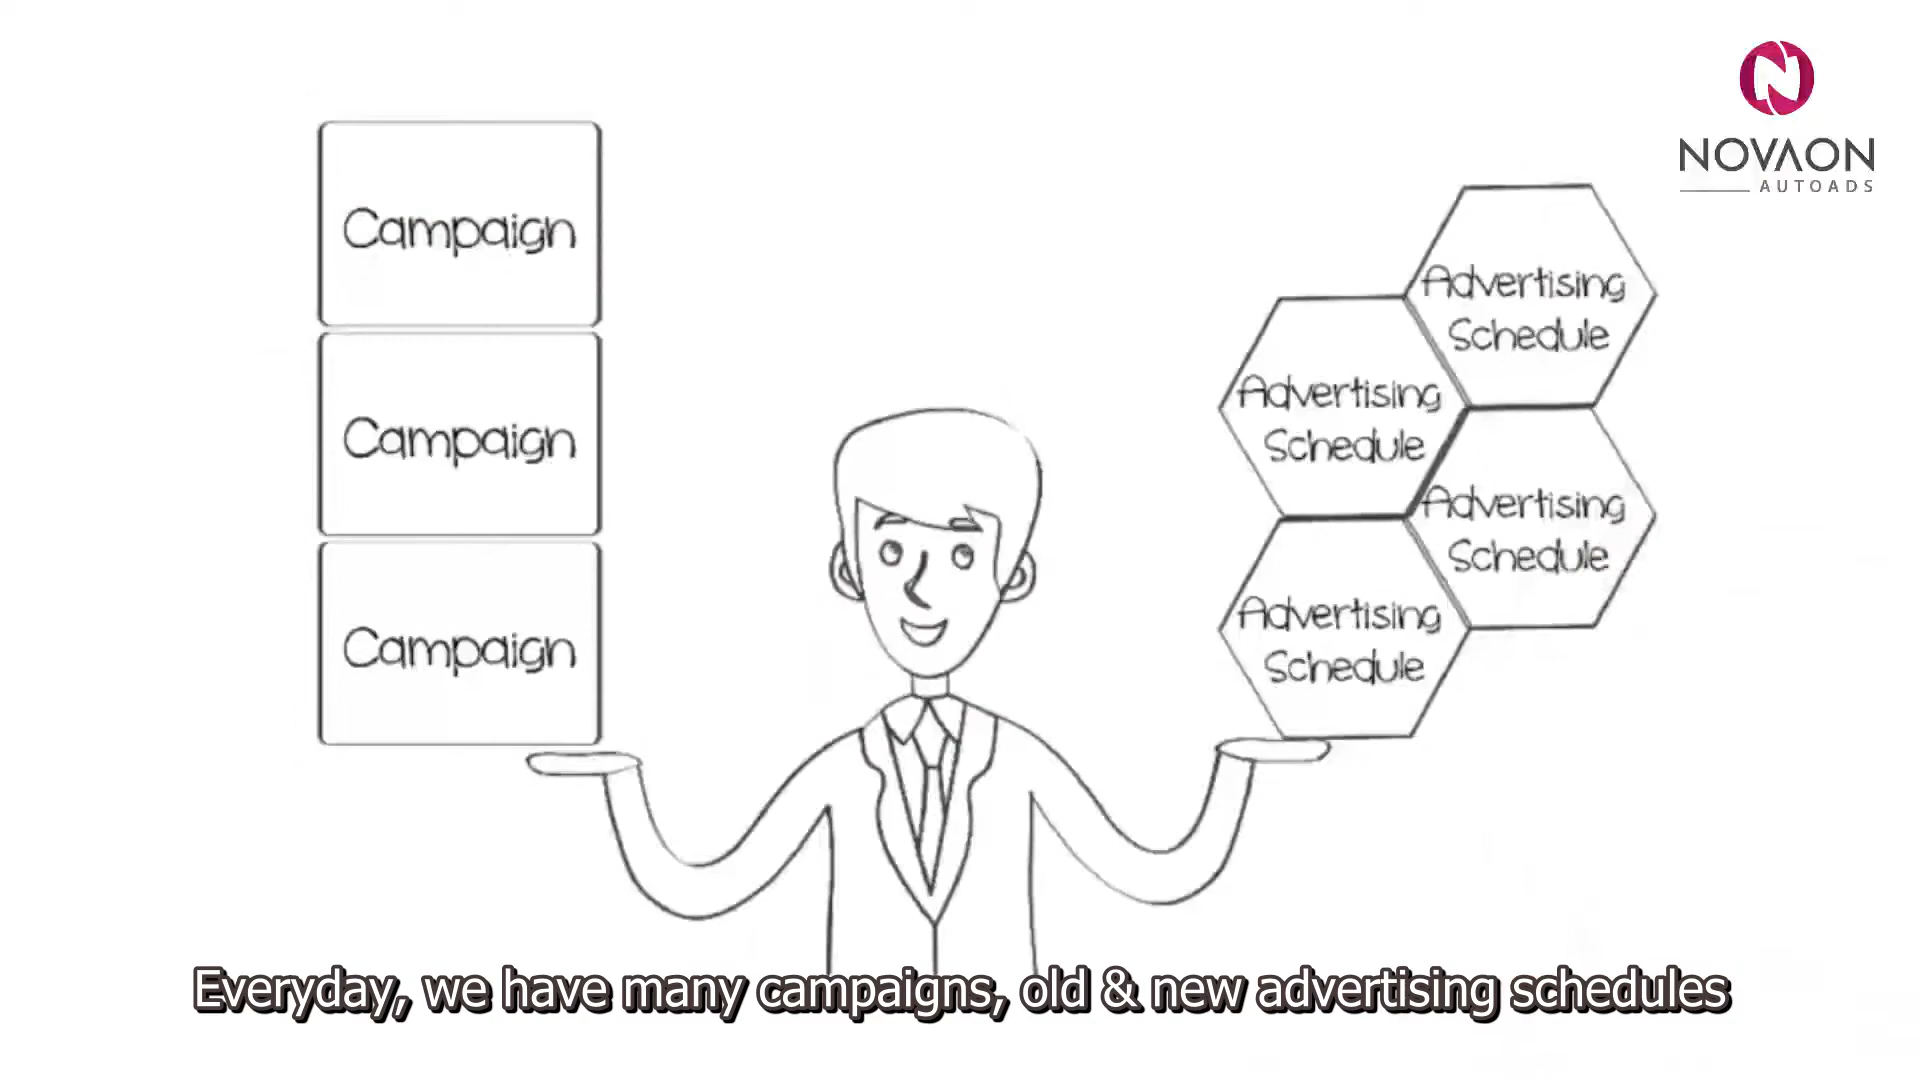 NOVAON
AUTOADS
Campaign
Campaign
Campaign
Advertising
Schedule
Advertising
Schedule
Advertising
Schedule
Advertising
Schedule
Everyday, we have many campaigns, old & new advertising schedules